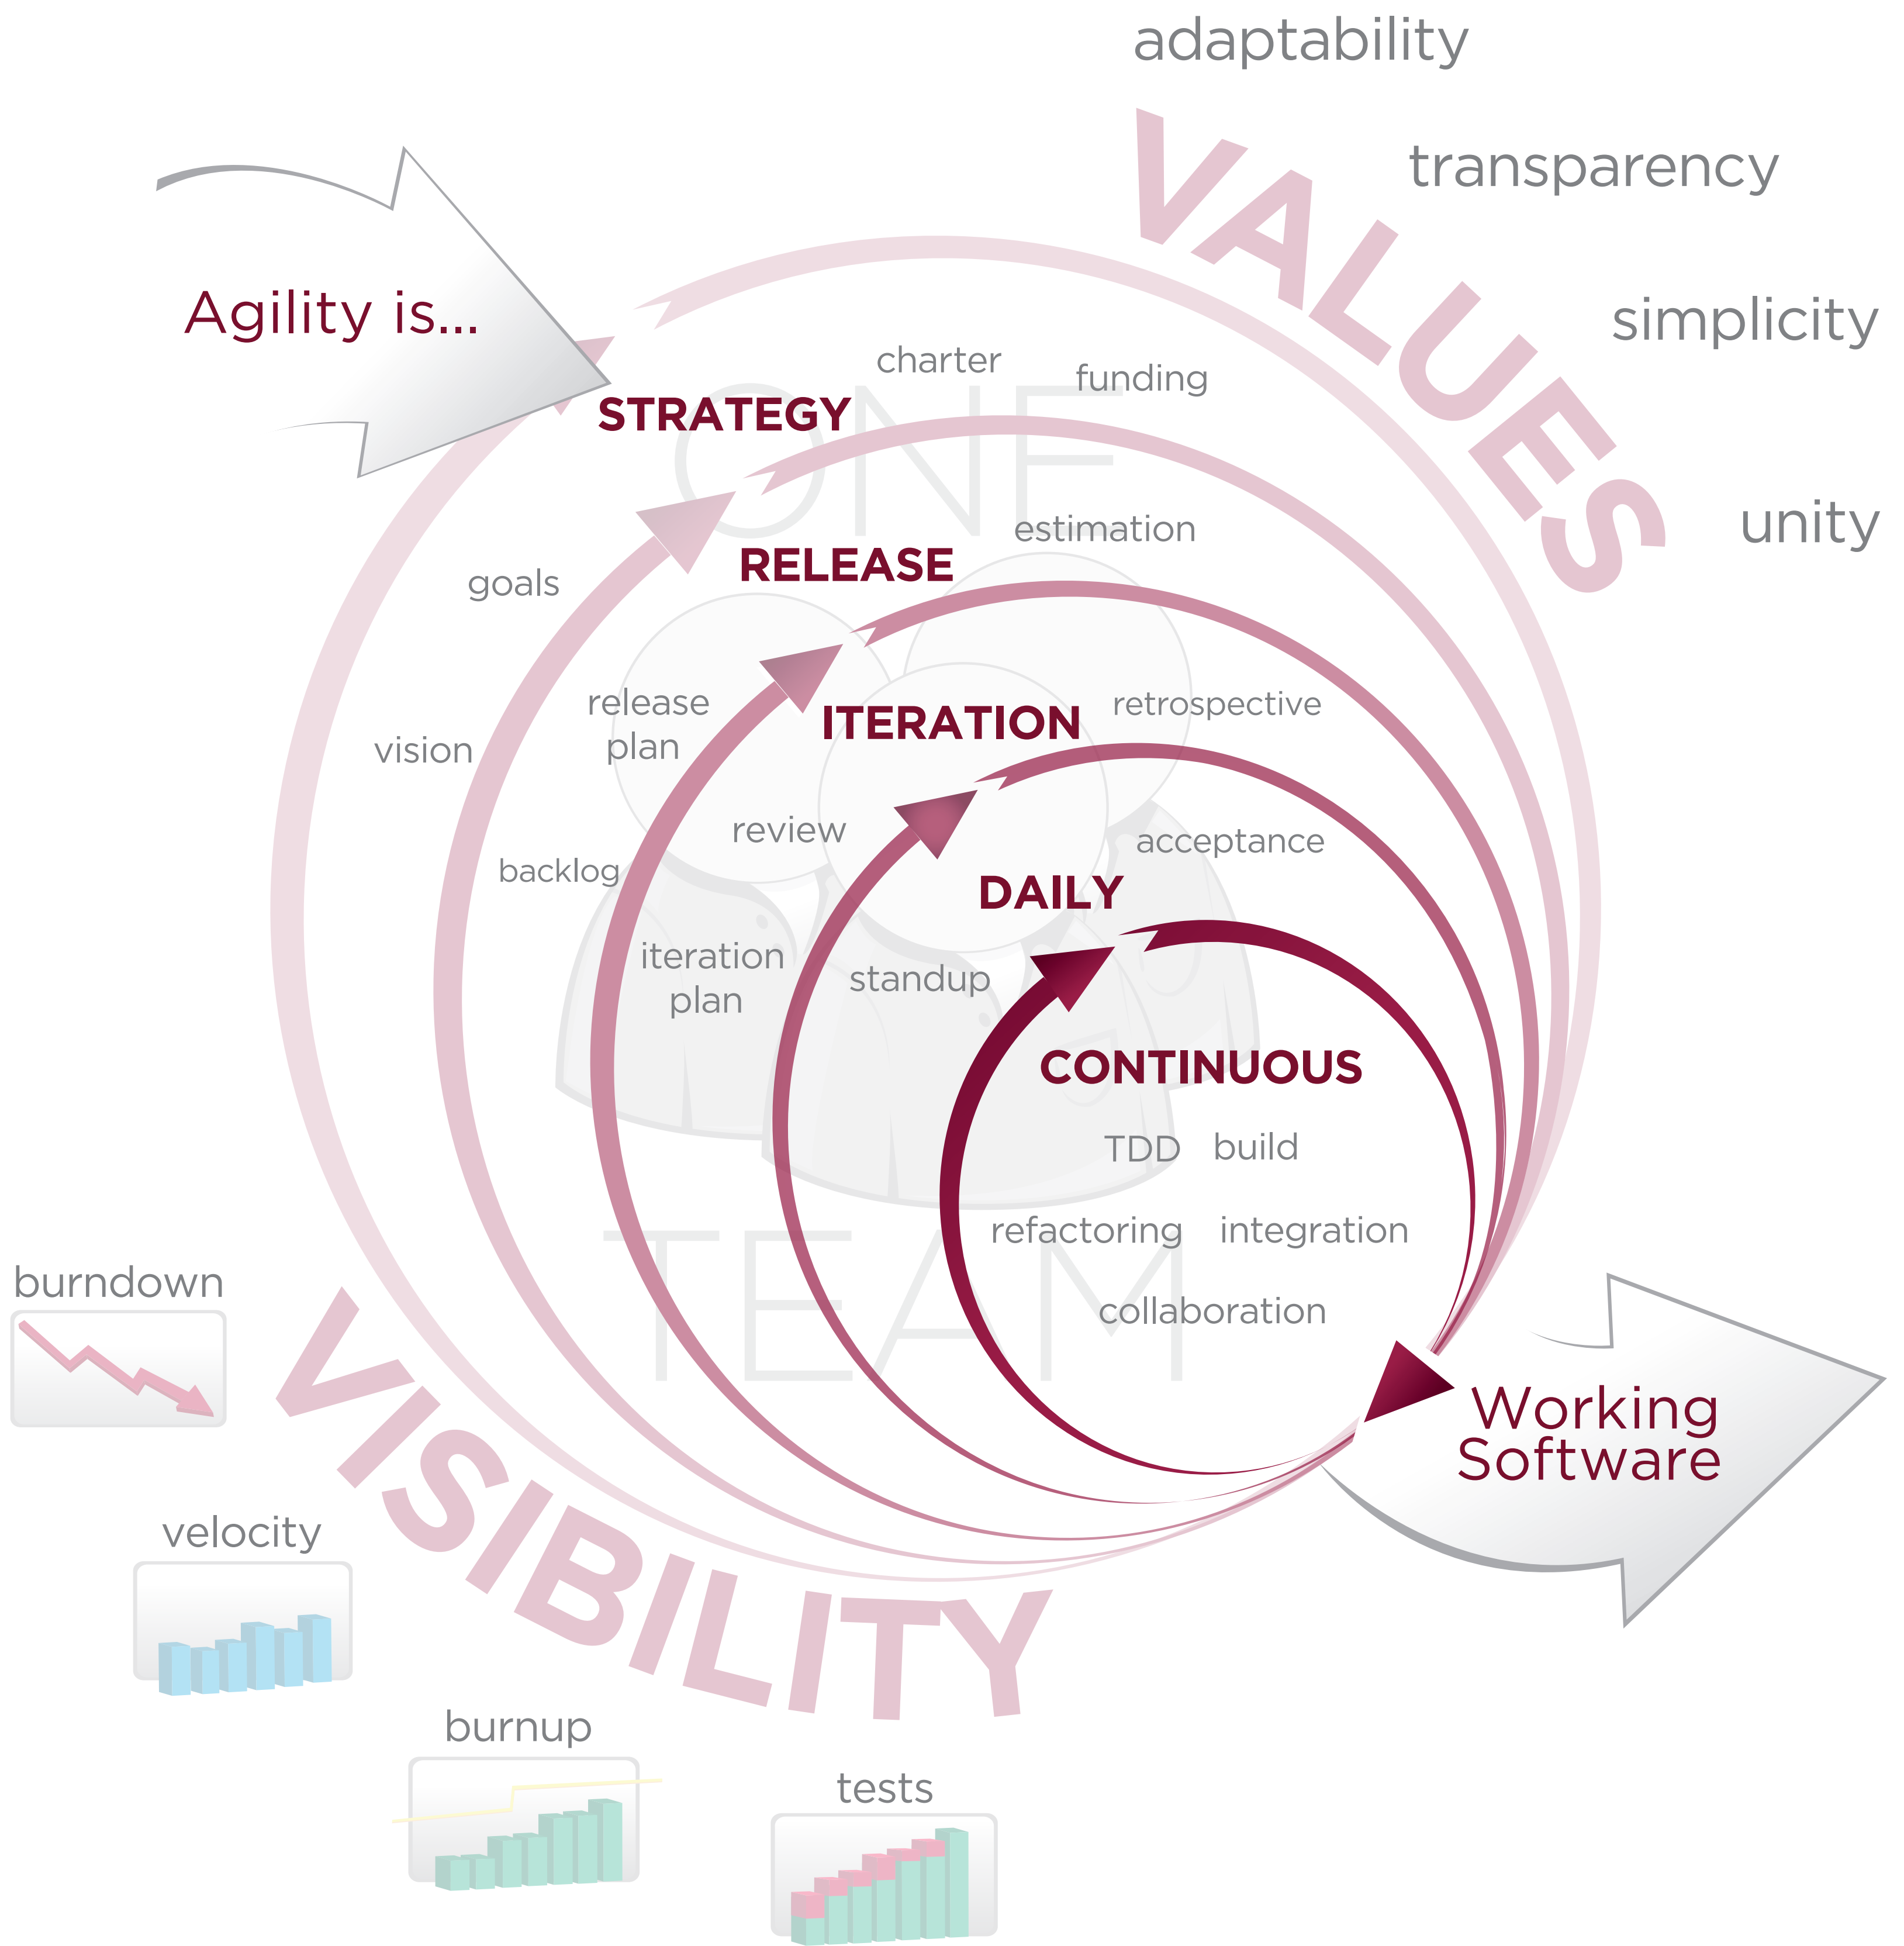 adaptability
VALUES
transparency
simplicity
unity
Agility is...
STRATEGY
charter
funding
goals
vision
ONE
RELEASE
estimation
release
plan
backlog
ITERATION
retrospective
review
iteration
plan
DAILY
acceptance
standup
CONTINUOUS
TDD
build
refactoring
integration
collaboration
TEAM
Working
Software
VISIBILITY
burndown
velocity
burnup
tests